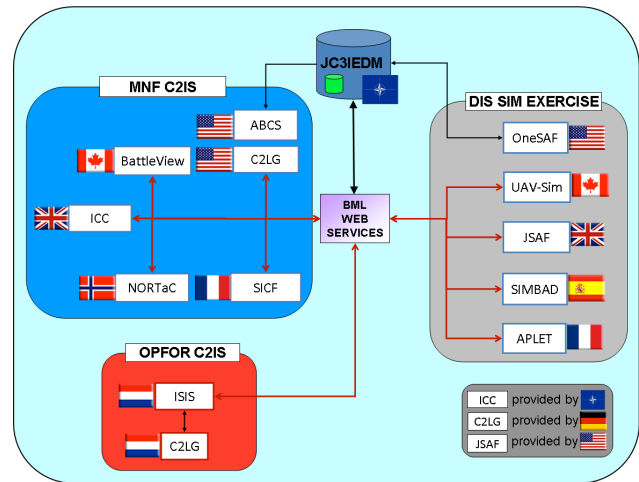 JC3IEDM
MNF C2IS
DIS SIM EXERCISE
ABCS
OneSAF
BattleView
C2LG
UAV-Sim
ICC
BML
WEB
SERVICES
JSAF
NORTaC
SICF
SIMBAD
APLET
OPFOR C2IS
ISIS
C2LG
ICC provided by
C2LG provided by
JSAF provided by